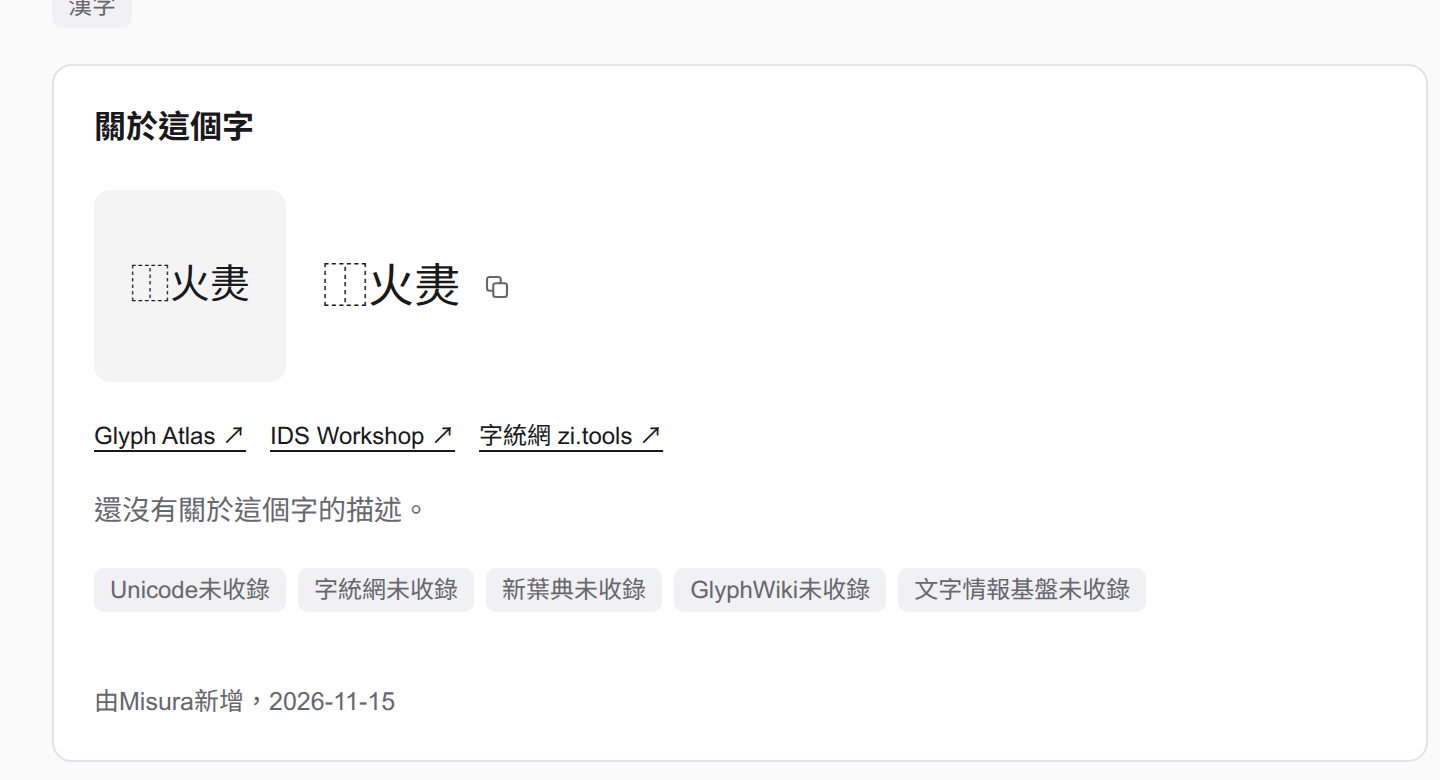 漢字
關於這個字
⿰火㶳 ⿰火㶳
Glyph Atlas ↗ IDS Workshop ↗ 字統網 zi.tools ↗
還沒有關於這個字的描述。
Unicode未收錄 字統網未收錄 新葉典未收錄 GlyphWiki未收錄 文字情報基盤未收錄
由Misura新增，2026-11-15